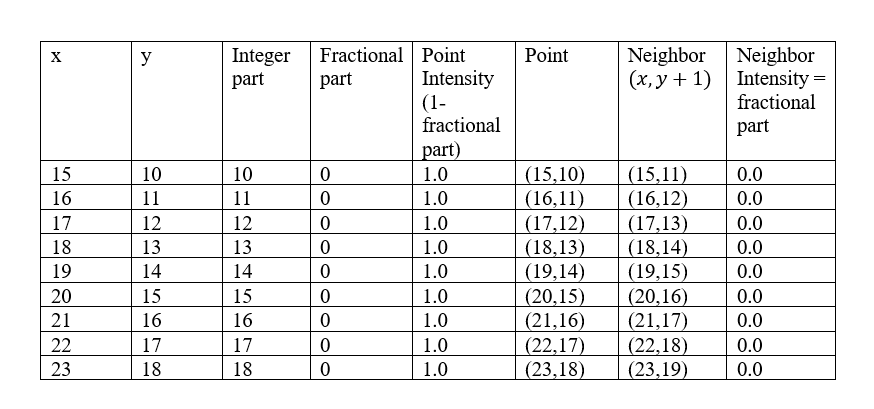 x y Integer Fractional Point Point Neighbor Neighbor
part part Intensity (x, y + 1) Intensity =
(1- fractional
fractional part
part)
15 10 10 0 1.0 (15,10) (15,11) 0.0
16 11 11 0 1.0 (16,11) (16,12) 0.0
17 12 12 0 1.0 (17,12) (17,13) 0.0
18 13 13 0 1.0 (18,13) (18,14) 0.0
19 14 14 0 1.0 (19,14) (19,15) 0.0
20 15 15 0 1.0 (20,15) (20,16) 0.0
21 16 16 0 1.0 (21,16) (21,17) 0.0
22 17 17 0 1.0 (22,17) (22,18) 0.0
23 18 18 0 1.0 (23,18) (23,19) 0.0